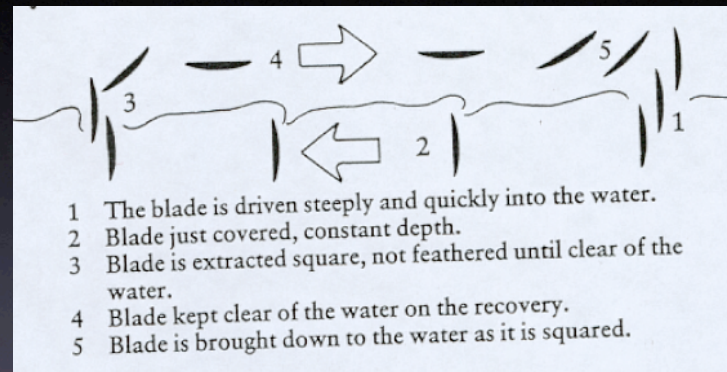 4
5
3
1
2
1 The blade is driven steeply and quickly into the water.
2 Blade just covered, constant depth.
3 Blade is extracted square, not feathered until clear of the
water.
4 Blade kept clear of the water on the recovery.
5 Blade is brought down to the water as it is squared.